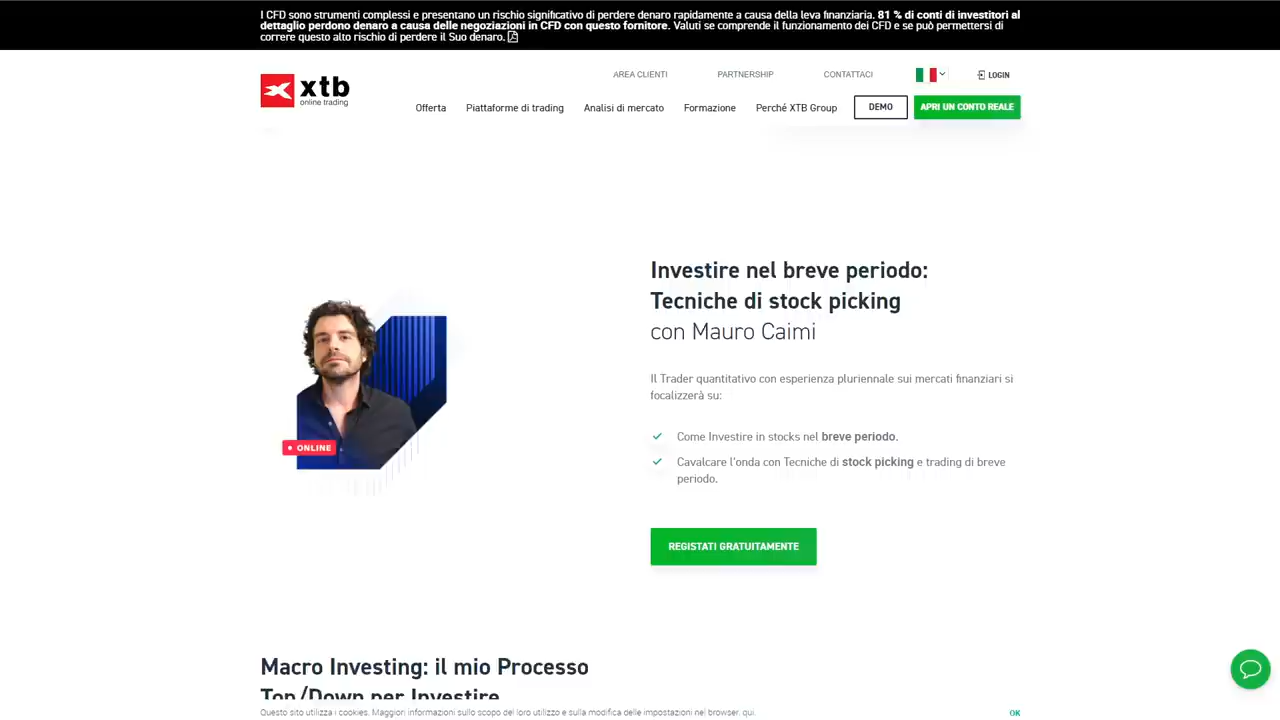 I CFD sono strumenti complessi e presentano un rischio significativo di perdere denaro rapidamente a causa della leva finanziaria. 81 % di conti di investitori al
dettaglio perdono denaro a causa delle negoziazioni in CFD con questo fornitore. Valuti se comprende il funzionamento dei CFD e se può permettersi di
correre questo alto rischio di perdere il Suo denaro.
AREA CLIENTI PARTNERSHIP CONTATTACI LOGIN
xtb
online trading
Offerta Piattaforme di trading Analisi di mercato Formazione Perché XTB Group DEMO APRI UN CONTO REALE
Investire nel breve periodo:
Tecniche di stock picking
con Mauro Caimi
Il Trader quantitativo con esperienza pluriennale sui mercati finanziari si
focalizzerà su:
Come Investire in stocks nel breve periodo.
Cavalcare l'onda con Tecniche di stock picking e trading di breve
periodo.
ONLINE
REGISTATI GRATUITAMENTE
Macro Investing: il mio Processo
Top/Down per Investire
Questo sito utilizza i cookies. Maggiori informazioni sullo scopo del loro utilizzo e sulla modifica delle impostazioni nel browser, qui.
OK